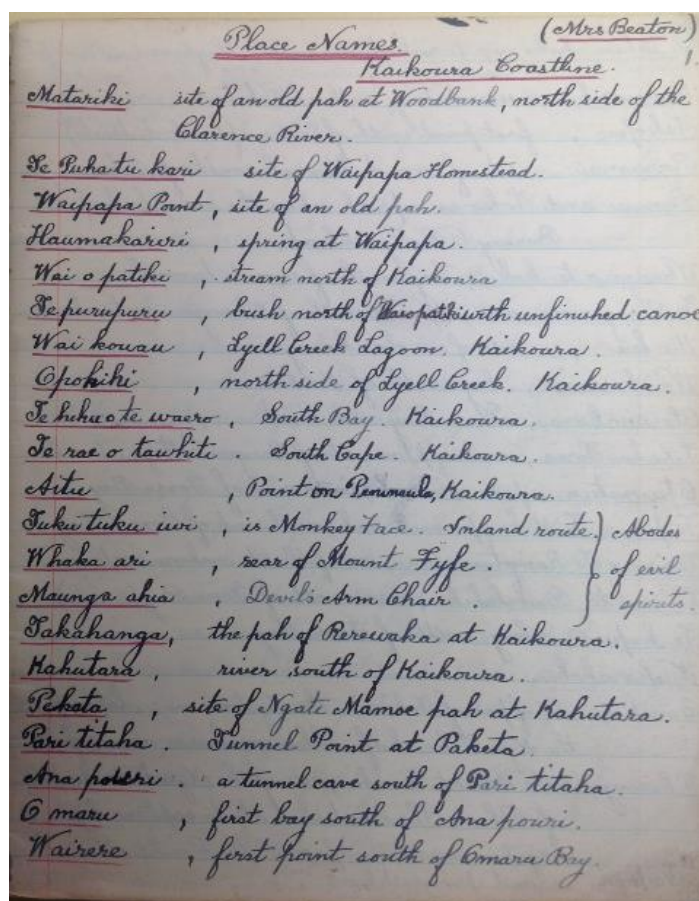 (Mrs Beaton)
Place Names.
1.
Kaikoura Coastline.
Matariki site of an old pah at Woodbank, north side of the
Clarence River.
Te Puha tu kari site of Waipapa Homestead.
Waipapa Point, site of an old pah.
Haumakariri, spring at Waipapa.
Wai o patiki, stream north of Kaikoura
Te purupuru, bush north of Waiopatiki with unfinished canoe
Wai kouau, Lyell Creek Lagoon. Kaikoura.
Opokihi, north side of Lyell Creek. Kaikoura.
Te hiku o te waero, South Bay. Kaikoura.
Te rae o tawhiti. South Cape. Kaikoura.
Aitu, Point on Peninsula, Kaikoura.
Tuku tuku iwi, is Monkey Face. Inland route. } Abodes
Whaka ari, rear of Mount Fyfe. of evil
Maunga ahia, Devil's Arm Chair. spirits
Takahanga, the pah of Rerewaka at Kaikoura.
Kahutara, river south of Kaikoura.
Peketa, site of Ngati Mamoe pah at Kahutara.
Pari titaha. Tunnel Point at Paketa.
Ana pouri. a tunnel cave south of Pari titaha.
O maru, first bay south of Ana pouri.
Wairere, first point south of Omaru Bay.